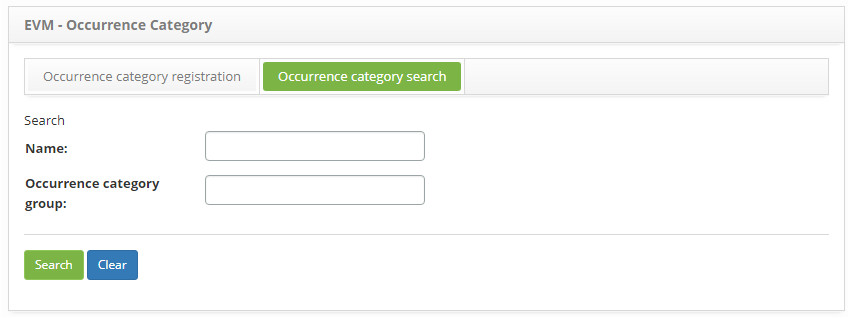 EVM - Occurrence Category
Occurrence category registration
Occurrence category search
Search
Name:
Occurrence category
group:
Search
Clear